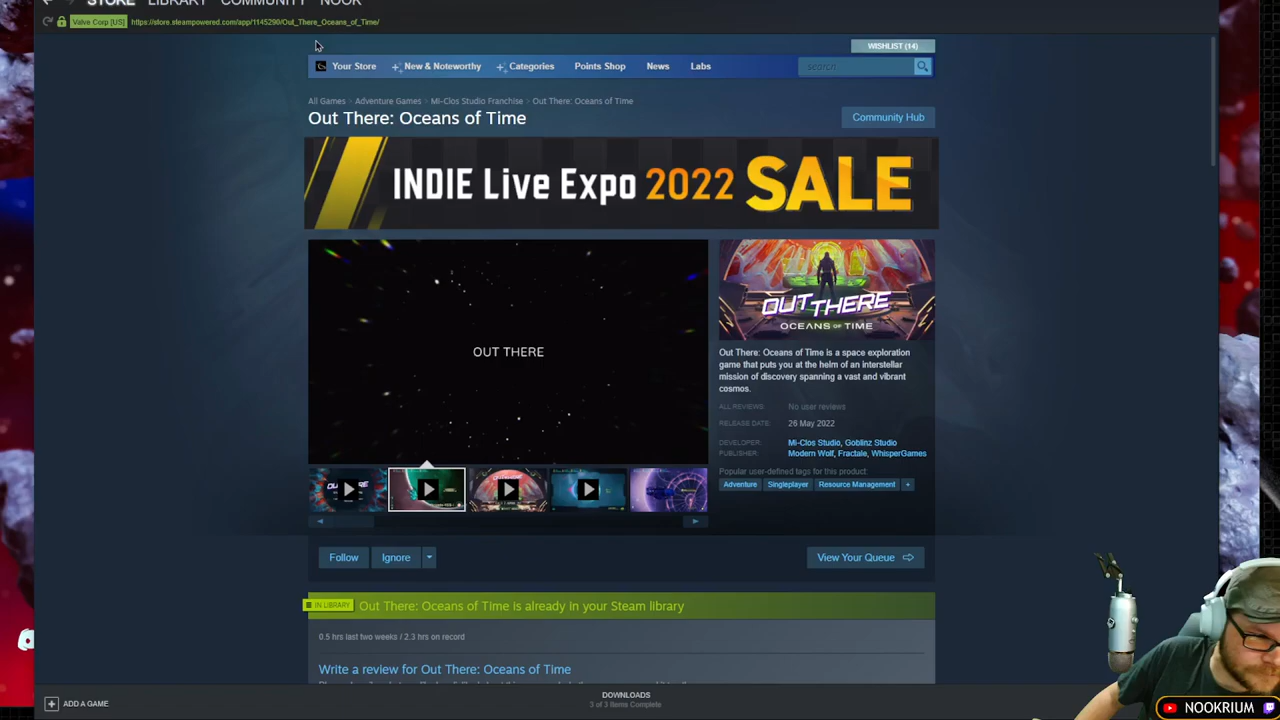 STORE LIBRARY COMMUNITY NOOK
Valve Corp [US] https://store.steampowered.com/app/1145290/Out_There_Oceans_of_Time/
WISHLIST (14)
Your Store New & Noteworthy Categories Points Shop News Labs search
All Games > Adventure Games > Mi-Clos Studio Franchise > Out There: Oceans of Time
Out There: Oceans of Time
Community Hub
INDIE Live Expo 2022 SALE
OUT THERE
OUT THERE
OCEANS OF TIME
Out There: Oceans of Time is a space exploration
game that puts you at the helm of an interstellar
mission of discovery spanning a vast and vibrant
cosmos.
ALL REVIEWS: No user reviews
RELEASE DATE: 26 May 2022
DEVELOPER: Mi-Clos Studio, Goblinz Studio
PUBLISHER: Modern Wolf, Fractale, WhisperGames
Popular user-defined tags for this product:
Adventure Singleplayer Resource Management +
Follow Ignore View Your Queue
IN LIBRARY Out There: Oceans of Time is already in your Steam library
0.5 hrs last two weeks / 2.3 hrs on record
Write a review for Out There: Oceans of Time
ADD A GAME
DOWNLOADS
3 of 3 Items Complete
NOOKRIUM